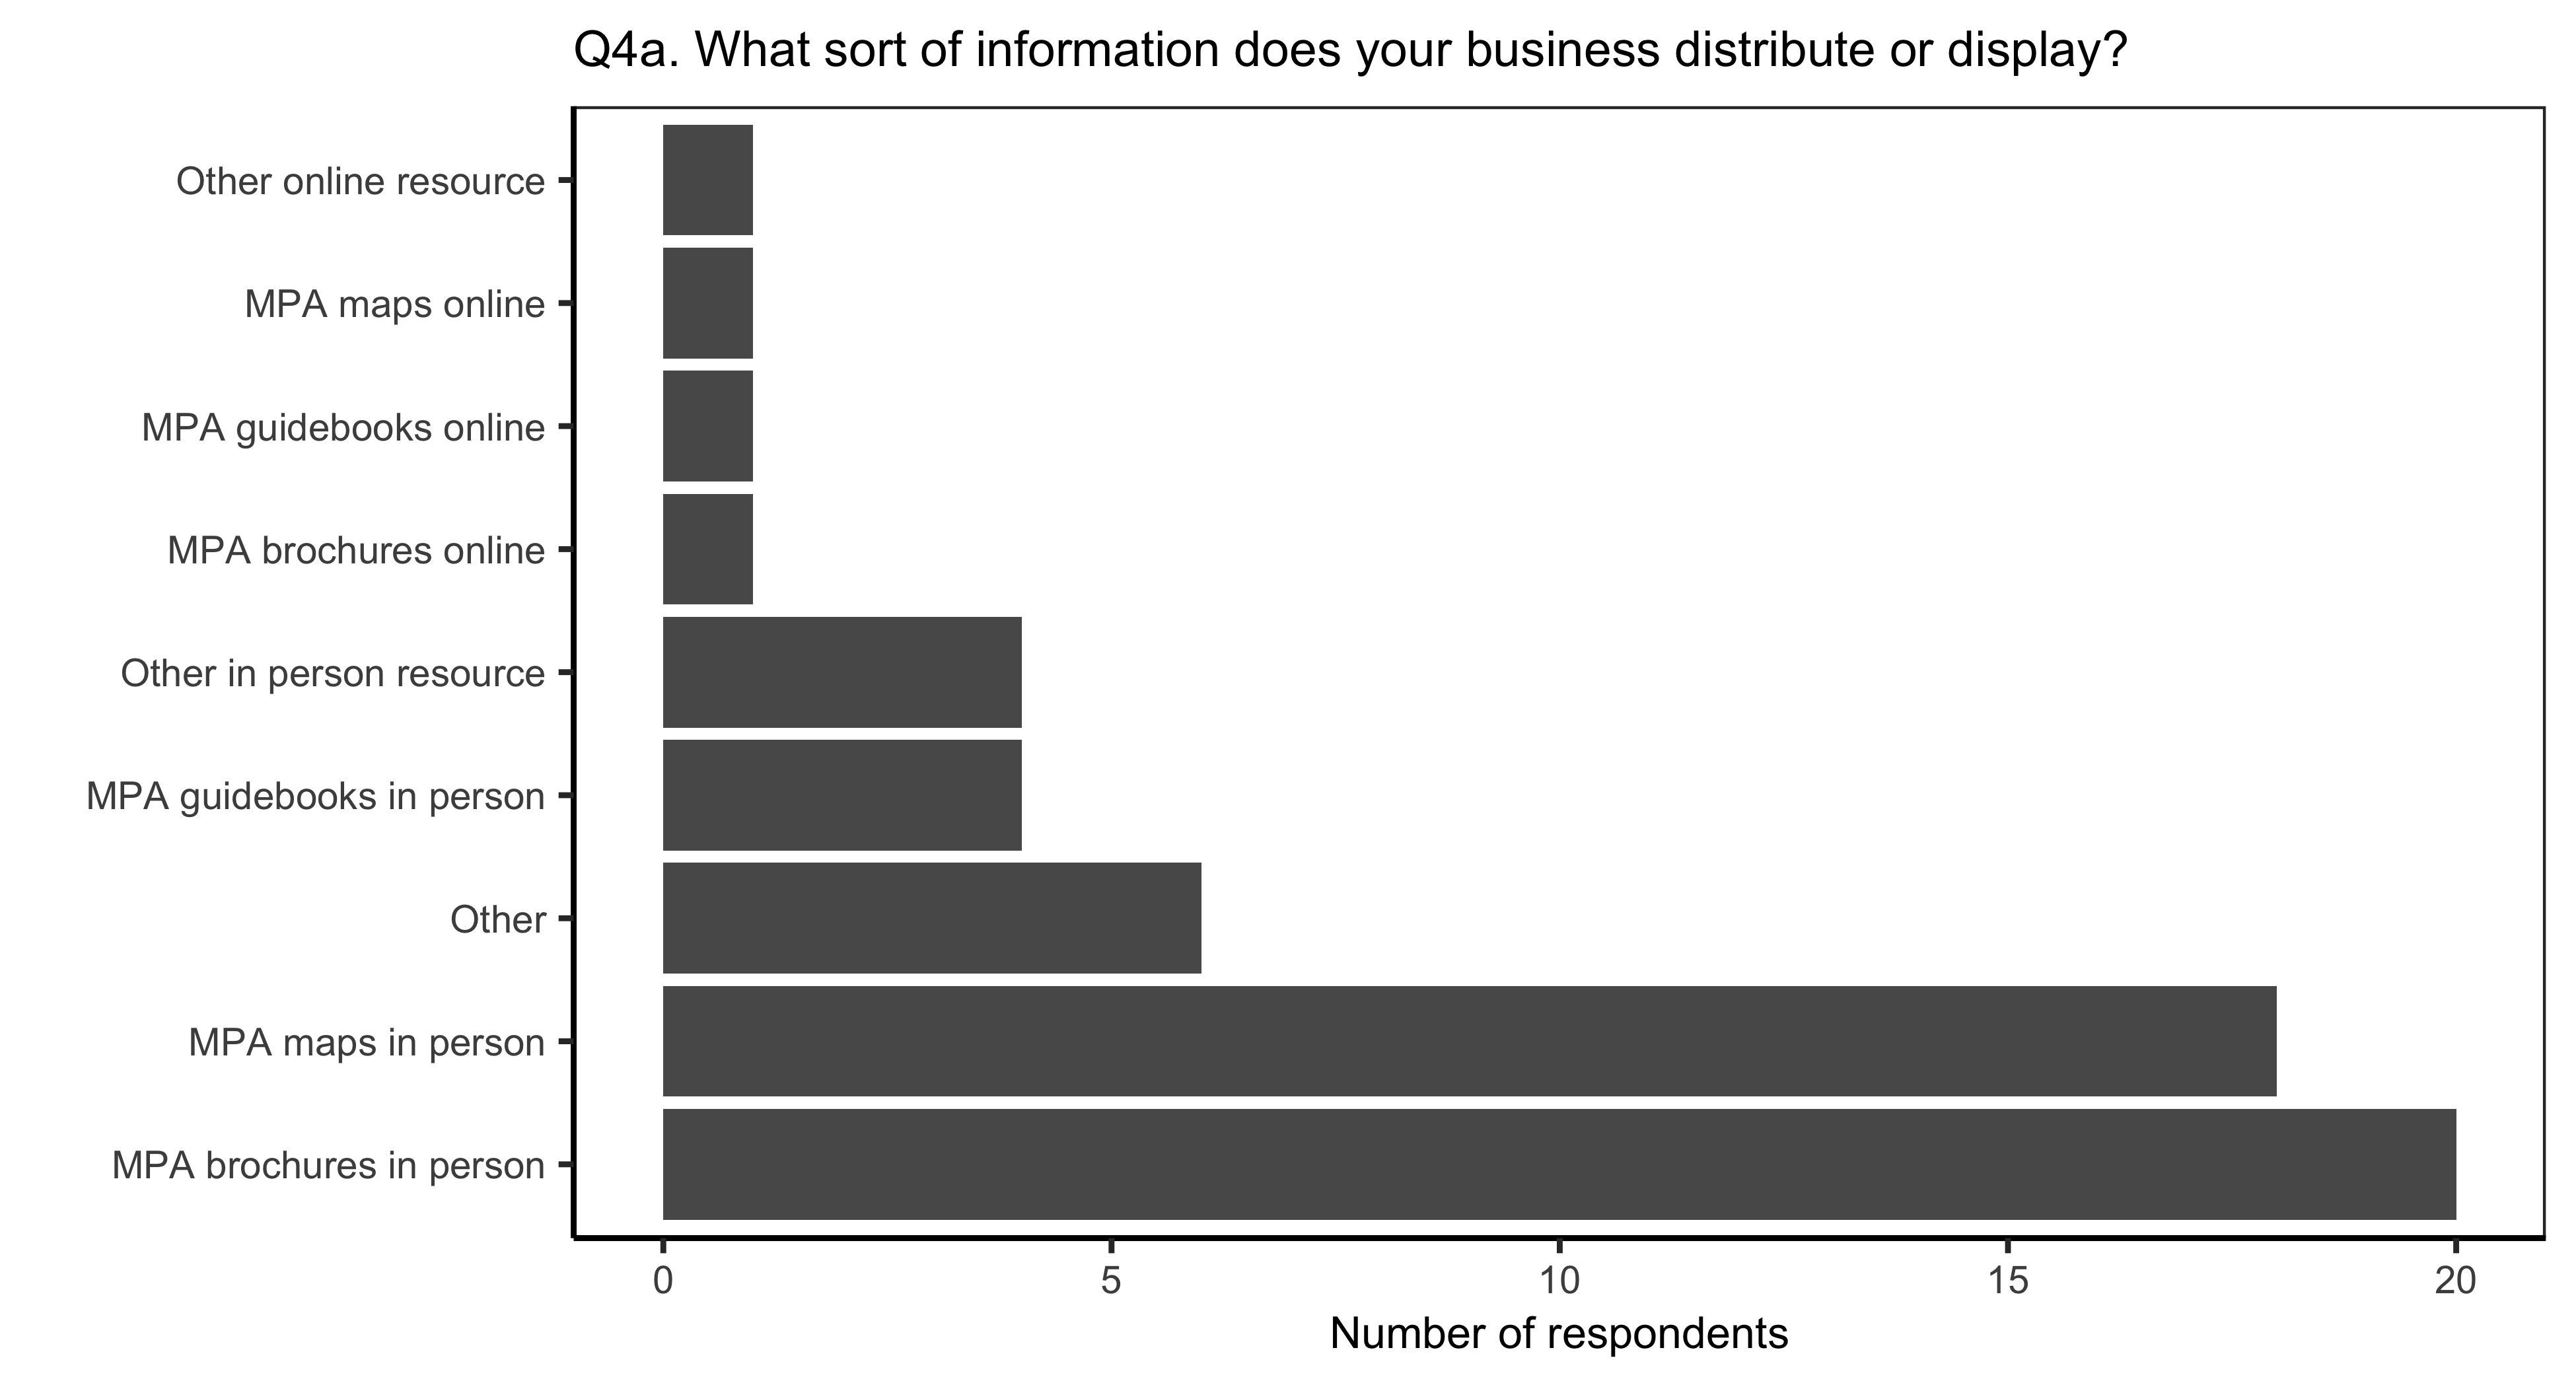 Q4a. What sort of information does your business distribute or display?
Other online resource
MPA maps online
MPA guidebooks online
MPA brochures online
Other in person resource
MPA guidebooks in person
Other
MPA maps in person
MPA brochures in person
0 5 10 15 20
Number of respondents